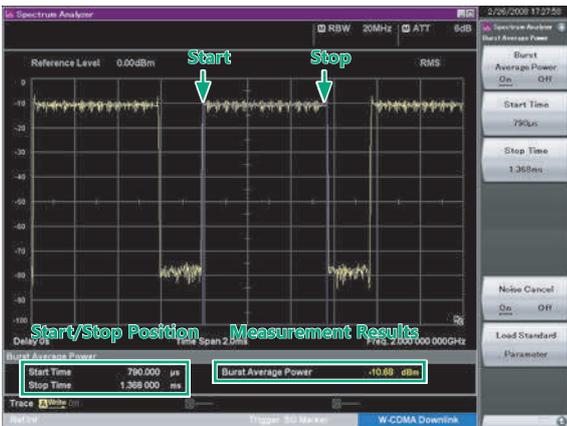 Spectrum Analyzer
2/26/2008 17:27:58
RBW 20MHz ATT 6dB
Spectrum Analyzer
Burst Average Power
Start Stop
Reference Level 0.00dBm RMS
Burst
Average Power
On Off
Start Time
790µs
Stop Time
1.368ms
0
-10
-20
-30
-40
-50
-60
-70
-80
-90
-100
Noise Cancel
On Off
Load Standard
Parameter
Start/Stop Position Measurement Results
Delay 0s Time Span 2.0ms Freq. 2.000 000 000GHz
Burst Average Power
Start Time 790.000 µs
Stop Time 1.368 000 ms
Burst Average Power -10.68 dBm
Trace A Write
Ref.Int Trigger SG Marker W-CDMA Downlink